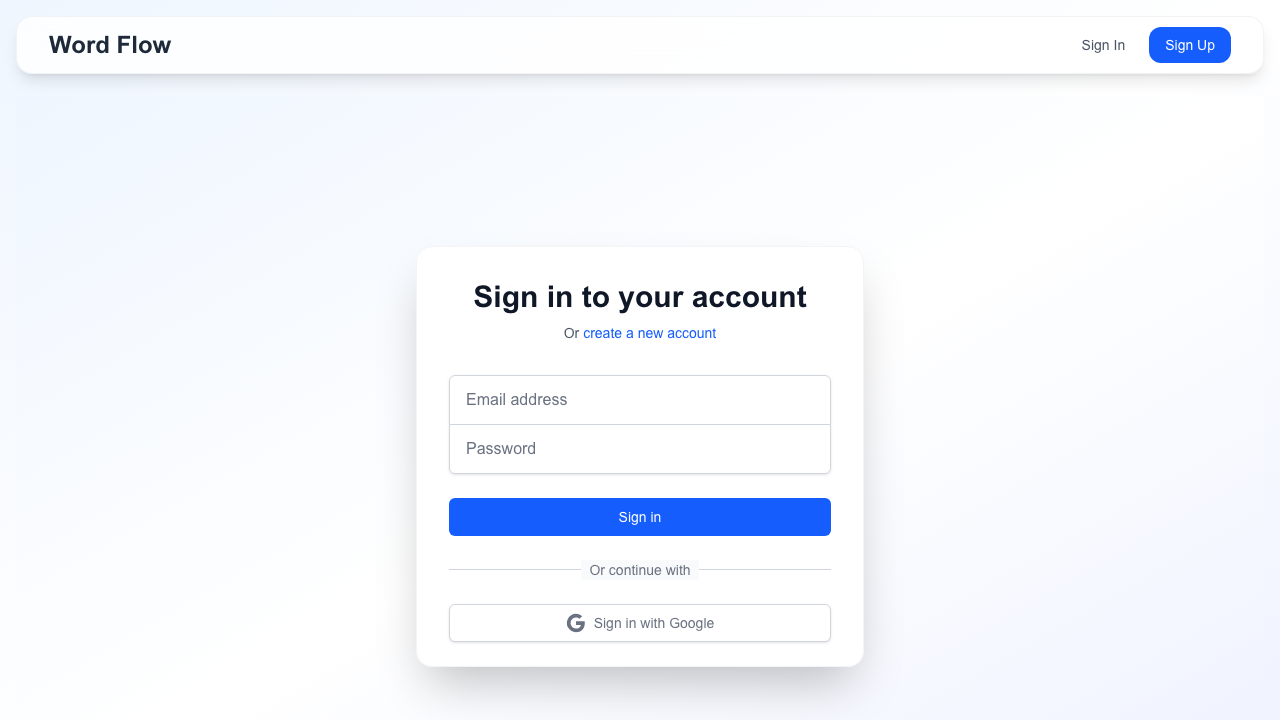 Word Flow
Sign In
Sign Up
Sign in to your account
Or create a new account
Email address
Password
Sign in
Or continue with
Sign in with Google